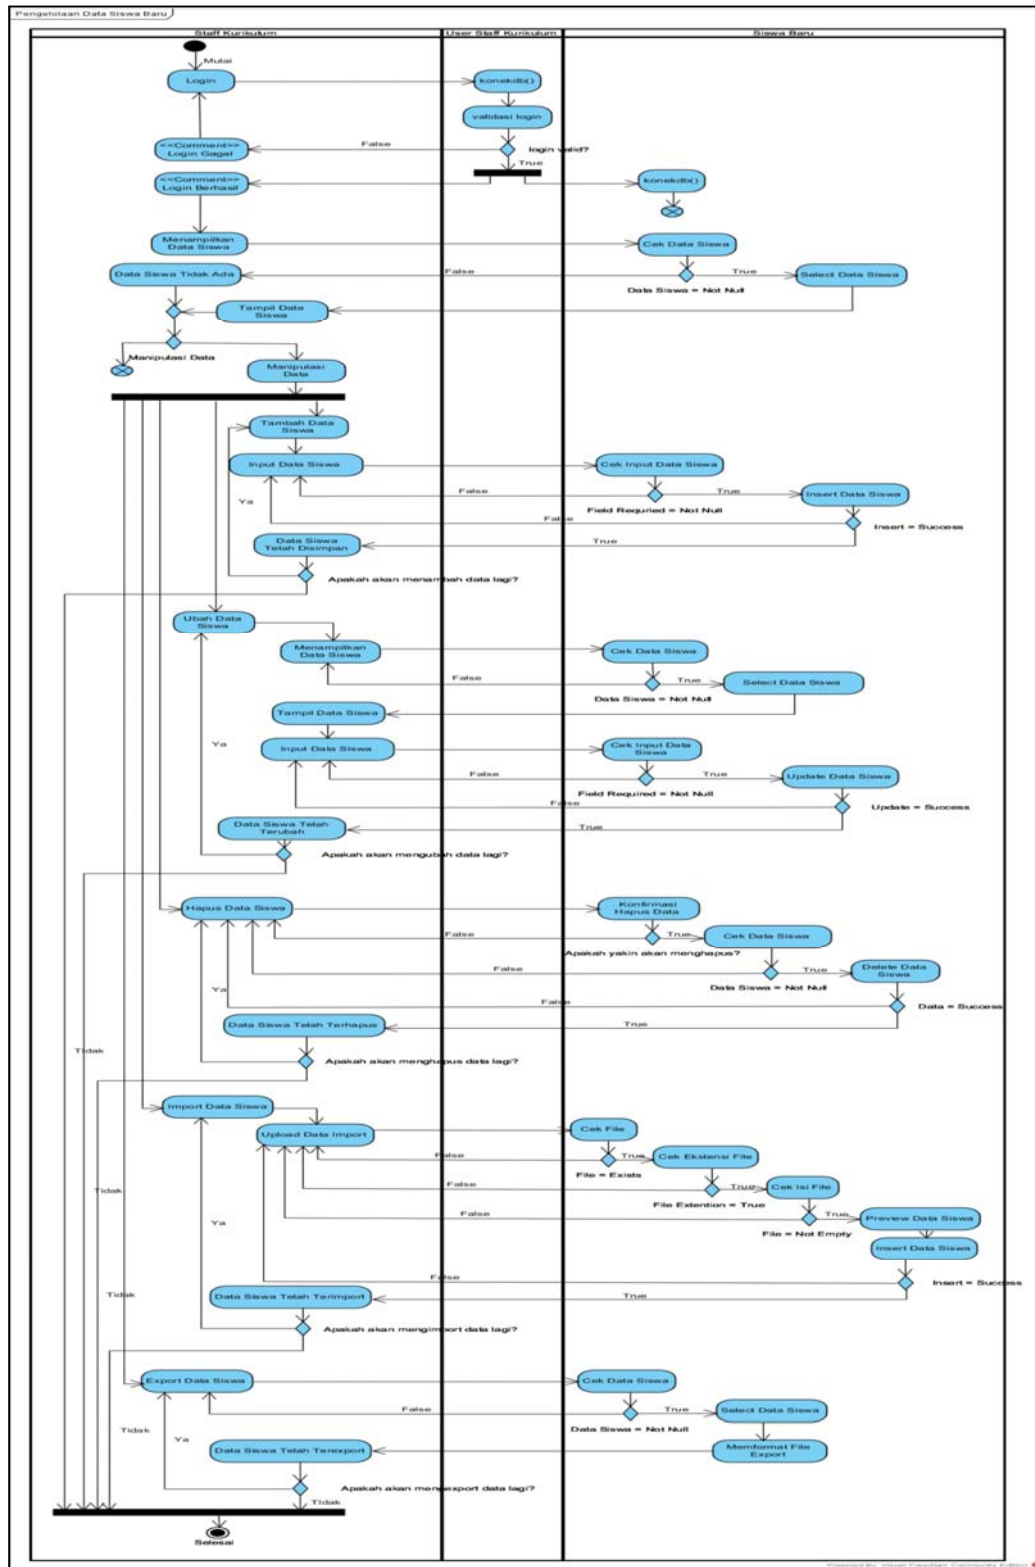 Pengelolaan Data Siswa Baru
Staff Kurikulum
User Staff Kurikulum
Siswa Baru
Mulai
Login
konekdb()
validasi login
<<Comment>>
Login Gagal
False
login valid?
True
<<Comment>>
Login Berhasil
konekdb()
Menampilkan
Data Siswa
Cek Data Siswa
Data Siswa Tidak Ada
False
True
Select Data Siswa
Data Siswa = Not Null
Tampil Data
Siswa
Manipulasi Data
Manipulasi
Data
Tambah Data
Siswa
Input Data Siswa
Cek Input Data Siswa
Ya
False
True
Insert Data Siswa
Field Requried = Not Null
False
Insert = Success
Data Siswa
Telah Disimpan
True
Apakah akan menambah data lagi?
Ubah Data
Siswa
Menampilkan
Data Siswa
Cek Data Siswa
False
True
Select Data Siswa
Data Siswa = Not Null
Tampil Data Siswa
Ya
Input Data Siswa
Cek Input Data
Siswa
False
True
Update Data Siswa
Field Required = Not Null
False
Update = Success
Data Siswa Telah
Terubah
True
Apakah akan mengubah data lagi?
Hapus Data Siswa
Konfirmasi
Hapus Data
False
True
Cek Data Siswa
Apakah yakin akan menghapus?
False
True
Delete Data
Siswa
Ya
Data Siswa = Not Null
False
Data = Success
Data Siswa Telah Terhapus
True
Tidak
Apakah akan menghapus data lagi?
Import Data Siswa
Upload Data Import
Cek File
False
True
Cek Ekstensi File
File = Exists
Tidak
False
True
Cek Isi File
File Extention = True
Ya
False
True
Preview Data Siswa
File = Not Empty
Insert Data Siswa
False
Insert = Success
Tidak
Data Siswa Telah Terimport
True
Apakah akan mengimport data lagi?
Export Data Siswa
Cek Data Siswa
False
True
Select Data Siswa
Data Siswa = Not Null
Tidak
Ya
Data Siswa Telah Terexport
Memformat File
Export
Apakah akan mengexport data lagi?
Tidak
Selesai
Powered By Visual Paradigm Community Edition